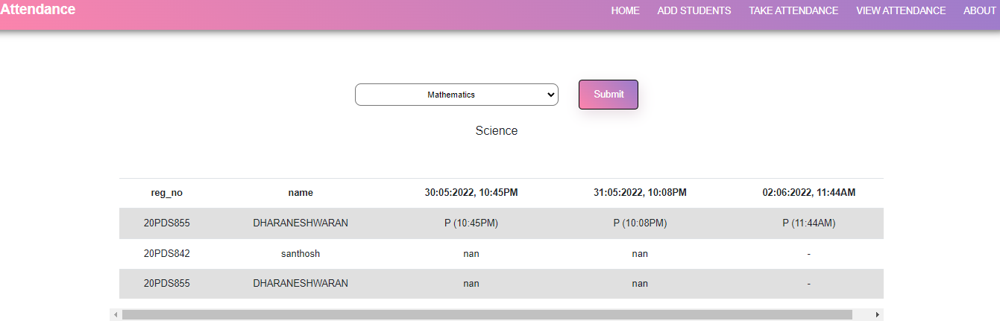 Attendance HOME ADD STUDENTS TAKE ATTENDANCE VIEW ATTENDANCE ABOUT
Mathematics Submit
Science
reg_no name 30:05:2022, 10:45PM 31:05:2022, 10:08PM 02:06:2022, 11:44AM
20PDS855 DHARANESHWARAN P (10:45PM) P (10:08PM) P (11:44AM)
20PDS842 santhosh nan nan -
20PDS855 DHARANESHWARAN nan nan -